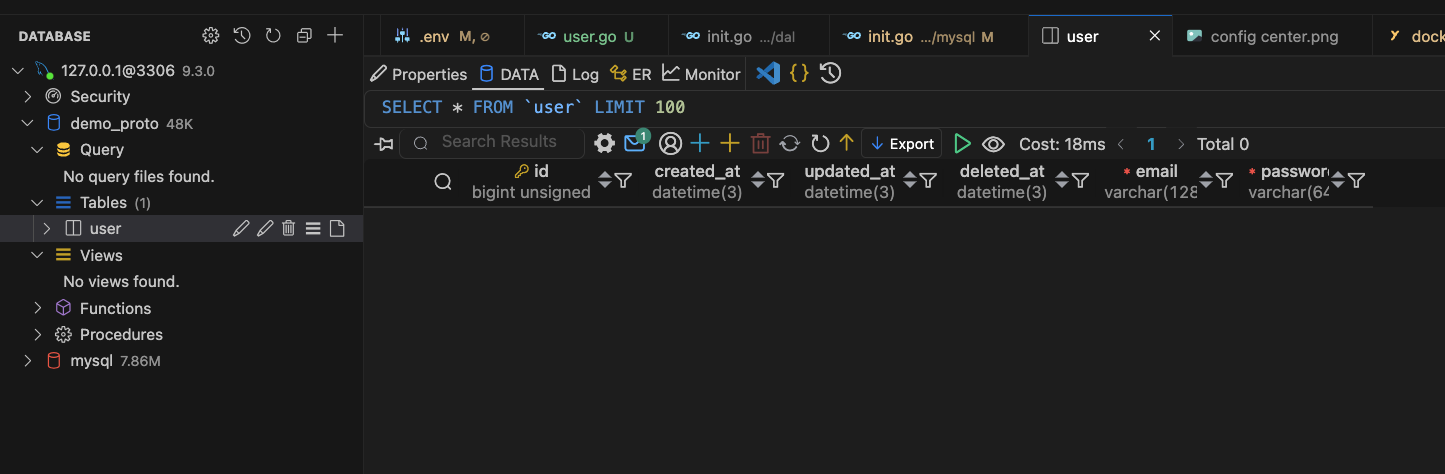 DATABASE
127.0.0.1@3306 9.3.0
Security
demo_proto 48K
Query
No query files found.
Tables (1)
user
Views
No views found.
Functions
Procedures
mysql 7.86M
.env M,
user.go U
init.go .../dal
init.go .../mysql M
user
config center.png
dock
Properties
DATA
Log
ER
Monitor
{}
SELECT * FROM `user` LIMIT 100
Search Results
1
Export
Cost: 18ms
1
Total 0
id
bigint unsigned
created_at
datetime(3)
updated_at
datetime(3)
deleted_at
datetime(3)
* email
varchar(128
* passwor
varchar(64